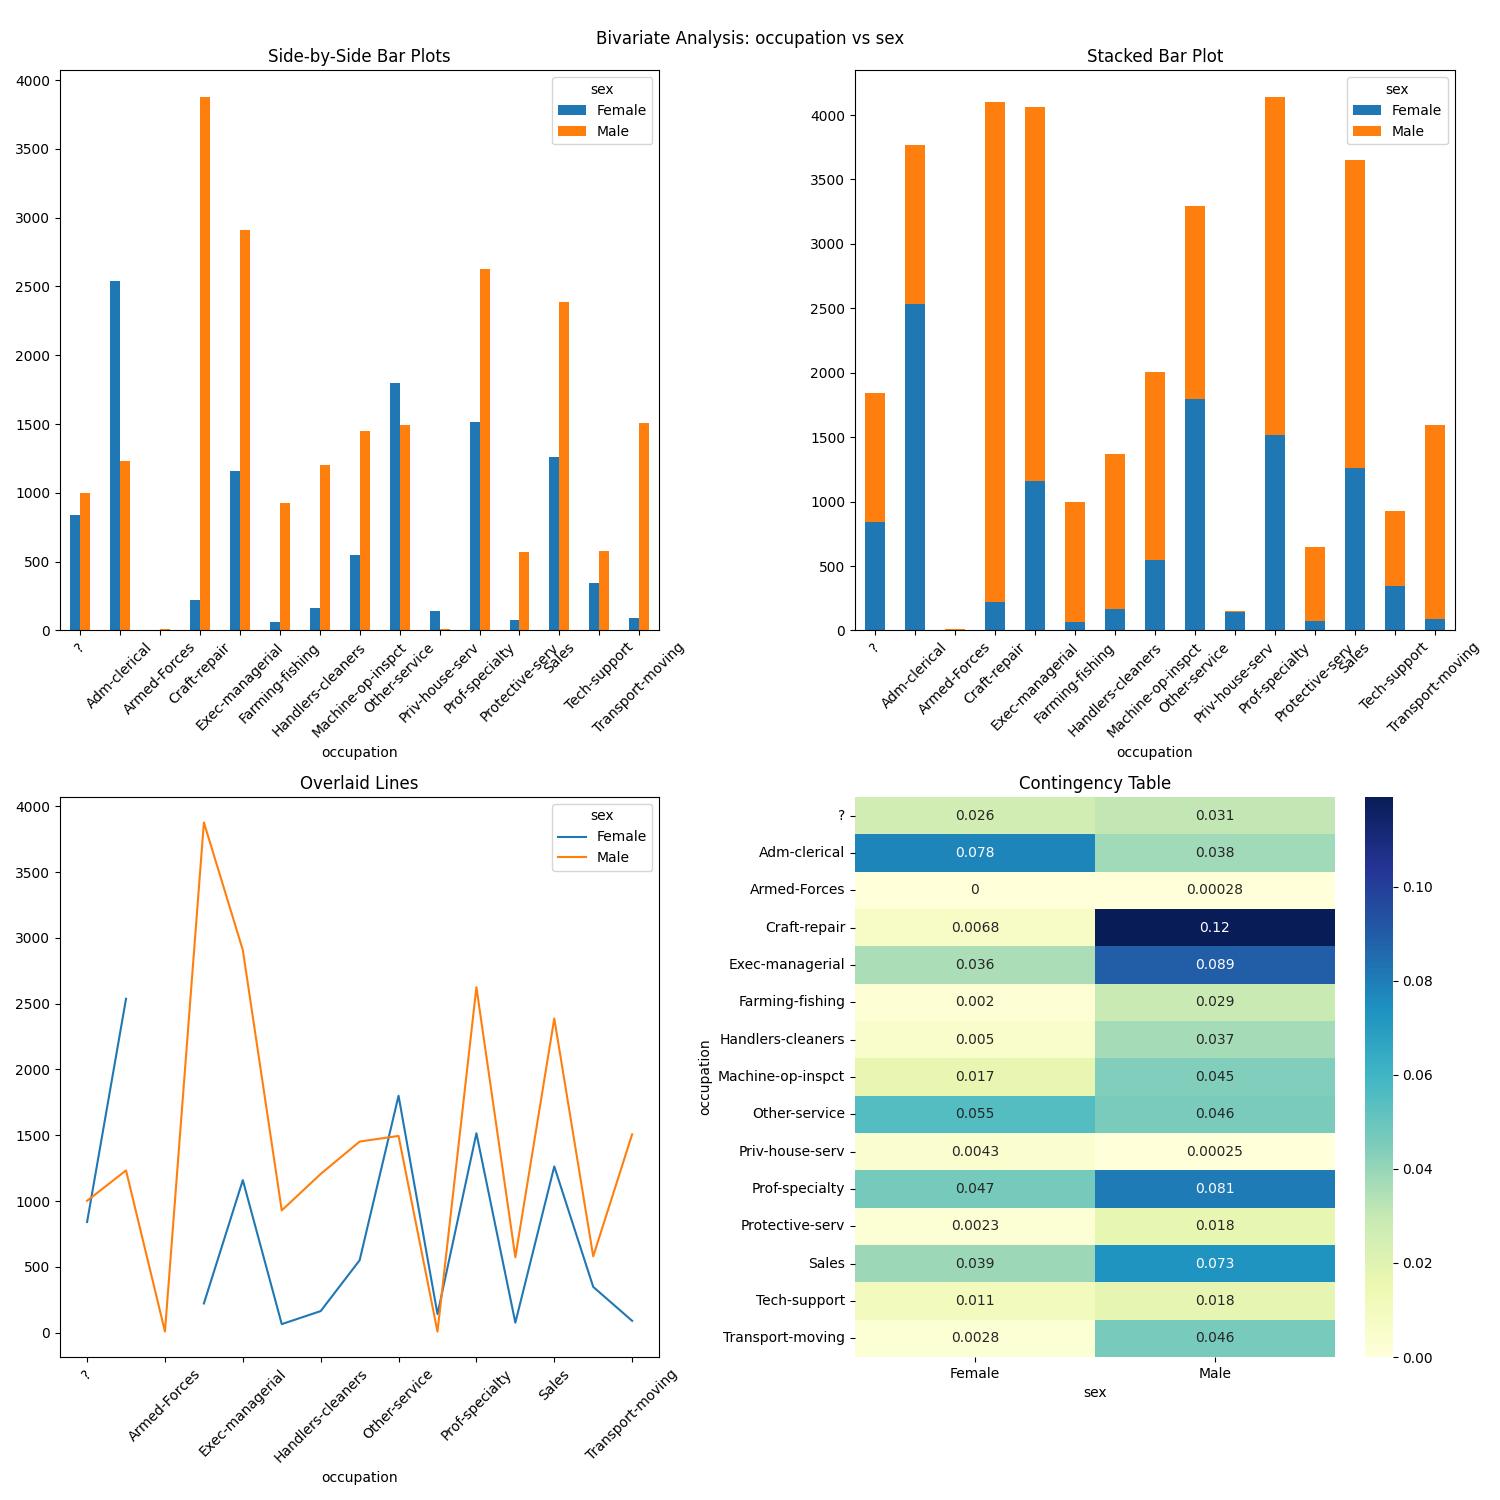 Bivariate Analysis: occupation vs sex
Side-by-Side Bar Plots
4000
3500
3000
2500
2000
1500
1000
500
0
sex
Female
Male
?
Adm-clerical
Armed-Forces
Craft-repair
Exec-managerial
Farming-fishing
Handlers-cleaners
Machine-op-inspct
Other-service
Priv-house-serv
Prof-specialty
Protective-serv
Sales
Tech-support
Transport-moving
occupation
Stacked Bar Plot
4000
3500
3000
2500
2000
1500
1000
500
0
sex
Female
Male
?
Adm-clerical
Armed-Forces
Craft-repair
Exec-managerial
Farming-fishing
Handlers-cleaners
Machine-op-inspct
Other-service
Priv-house-serv
Prof-specialty
Protective-serv
Sales
Tech-support
Transport-moving
occupation
Overlaid Lines
4000
3500
3000
2500
2000
1500
1000
500
0
sex
Female
Male
?
Armed-Forces
Exec-managerial
Handlers-cleaners
Other-service
Prof-specialty
Sales
Transport-moving
occupation
Contingency Table
occupation
? 0.026 0.031
Adm-clerical 0.078 0.038
Armed-Forces 0 0.00028
Craft-repair 0.0068 0.12
Exec-managerial 0.036 0.089
Farming-fishing 0.002 0.029
Handlers-cleaners 0.005 0.037
Machine-op-inspct 0.017 0.045
Other-service 0.055 0.046
Priv-house-serv 0.0043 0.00025
Prof-specialty 0.047 0.081
Protective-serv 0.0023 0.018
Sales 0.039 0.073
Tech-support 0.011 0.018
Transport-moving 0.0028 0.046
Female Male
sex
0.10
0.08
0.06
0.04
0.02
0.00